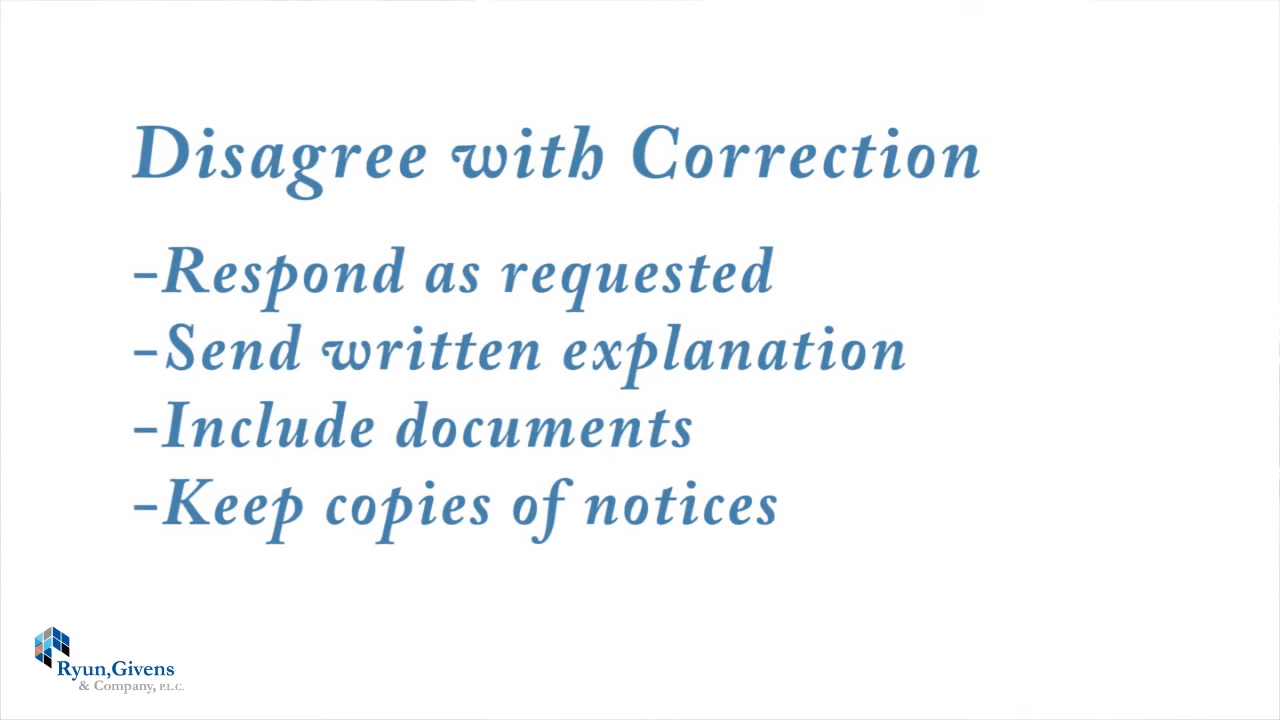 Disagree with Correction
-Respond as requested
-Send written explanation
-Include documents
-Keep copies of notices
Ryun,Givens
& Company, P.L.C.